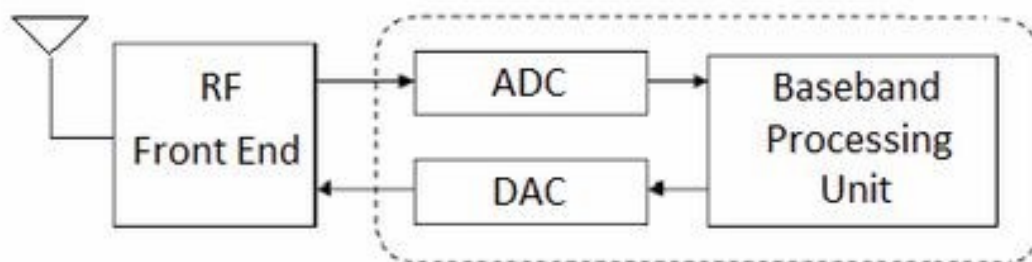 RF
Front End
ADC
DAC
Baseband
Processing
Unit